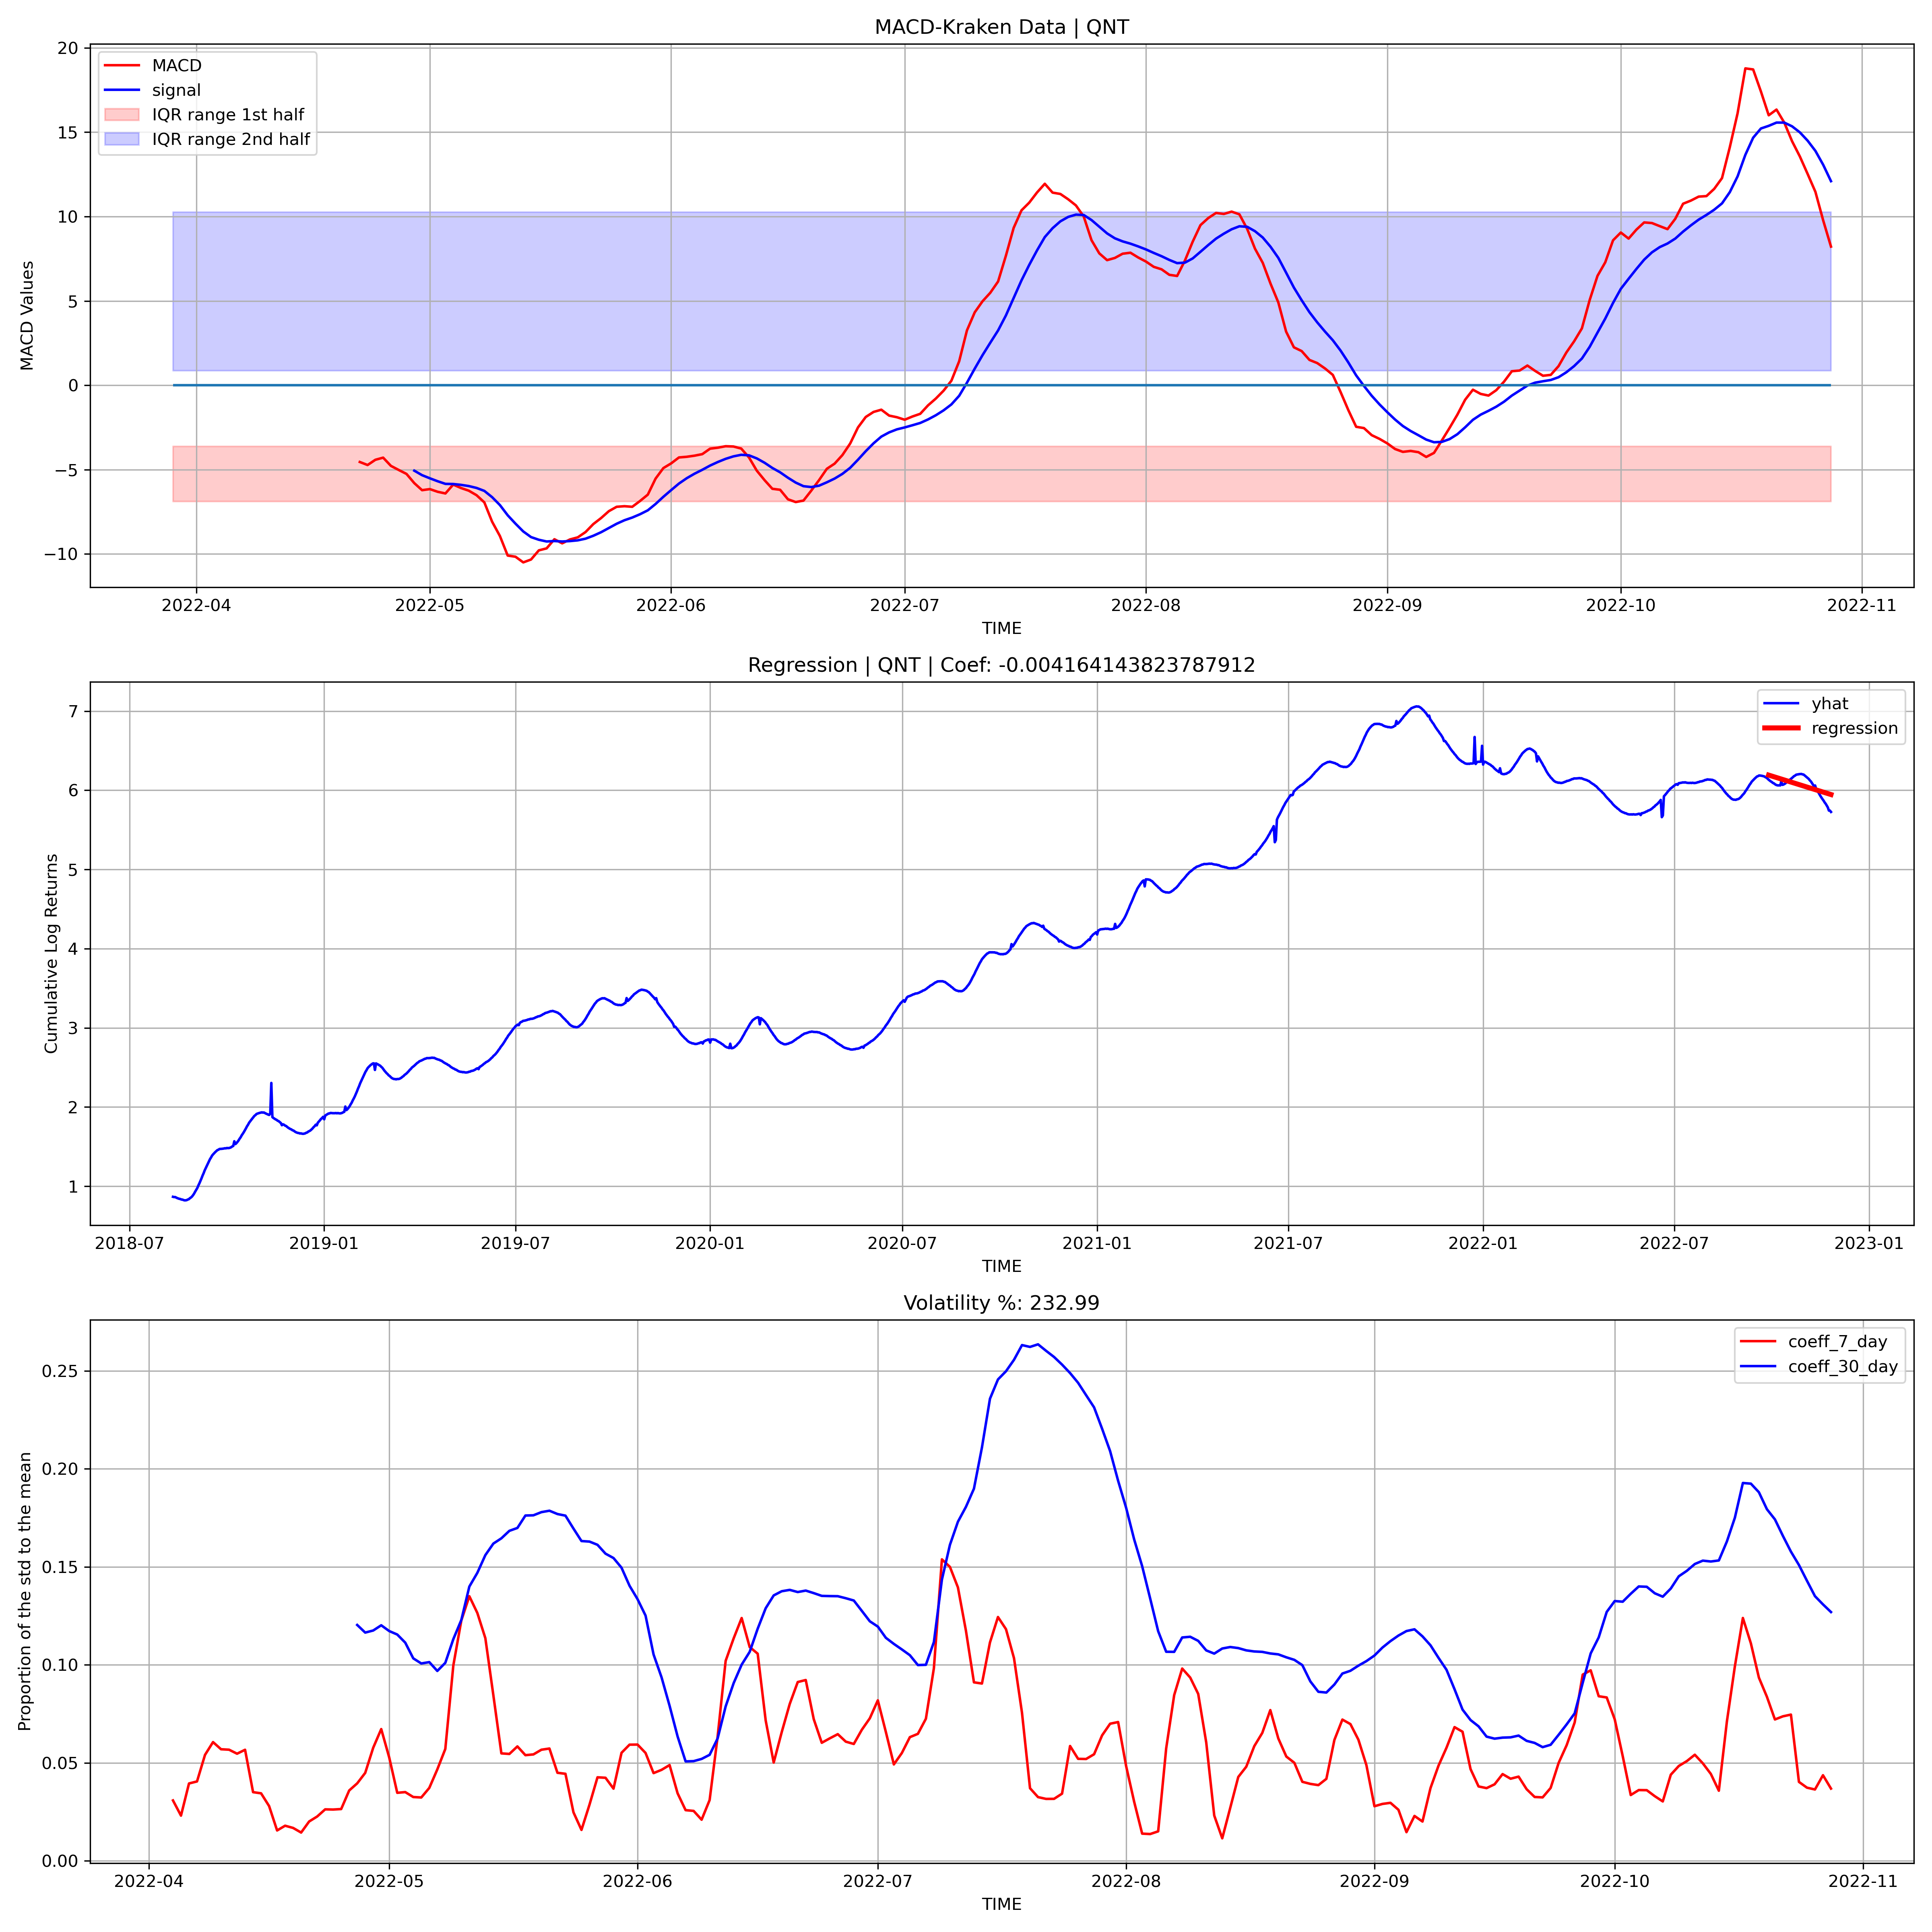 MACD-Kraken Data | QNT
MACD
signal
IQR range 1st half
IQR range 2nd half
MACD Values
20
15
10
5
0
−5
−10
2022-04 2022-05 2022-06 2022-07 2022-08 2022-09 2022-10 2022-11
TIME
Regression | QNT | Coef: -0.004164143823787912
yhat
regression
Cumulative Log Returns
7
6
5
4
3
2
1
2018-07 2019-01 2019-07 2020-01 2020-07 2021-01 2021-07 2022-01 2022-07 2023-01
TIME
Volatility %: 232.99
coeff_7_day
coeff_30_day
Proportion of the std to the mean
0.25
0.20
0.15
0.10
0.05
0.00
2022-04 2022-05 2022-06 2022-07 2022-08 2022-09 2022-10 2022-11
TIME